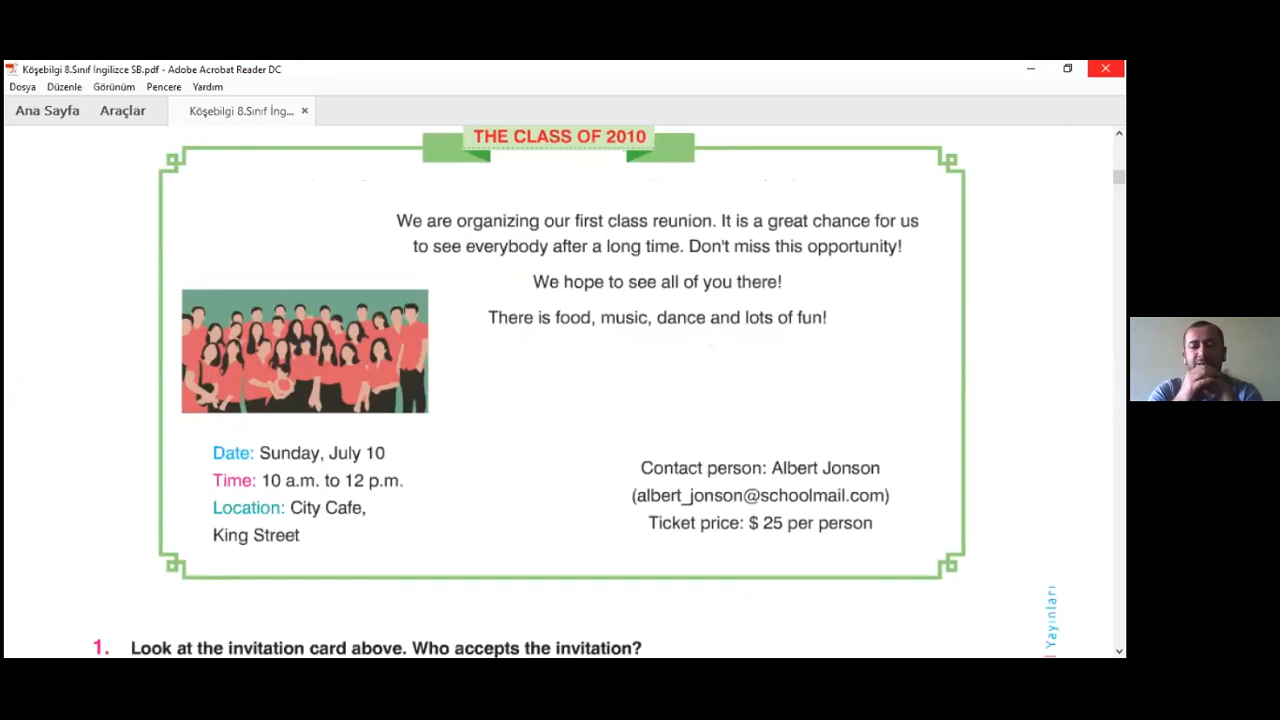 Köşebilgi 8.Sınıf İngilizce SB.pdf - Adobe Acrobat Reader DC
Dosya Düzenle Görünüm Pencere Yardım
Ana Sayfa Araçlar Köşebilgi 8.Sınıf İng... ×
THE CLASS OF 2010
We are organizing our first class reunion. It is a great chance for us
to see everybody after a long time. Don't miss this opportunity!
We hope to see all of you there!
There is food, music, dance and lots of fun!
Date: Sunday, July 10
Time: 10 a.m. to 12 p.m.
Location: City Cafe,
King Street
Contact person: Albert Jonson
(albert_jonson@schoolmail.com)
Ticket price: $ 25 per person
Yayınları
1. Look at the invitation card above. Who accepts the invitation?